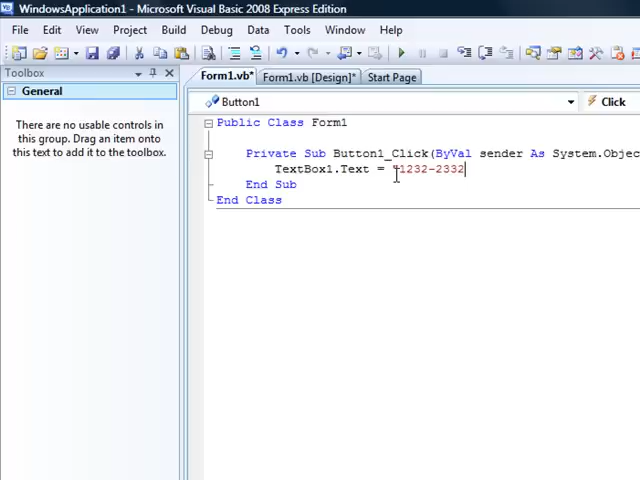 WindowsApplication1 - Microsoft Visual Basic 2008 Express Edition
File Edit View Project Build Debug Data Tools Window Help
Toolbox
Form1.vb* Form1.vb [Design]* Start Page
General
Button1 Click
There are no usable controls in
this group. Drag an item onto
this text to add it to the toolbox.
Public Class Form1
Private Sub Button1_Click(ByVal sender As System.Objec
TextBox1.Text = "1232-2332
End Sub
End Class